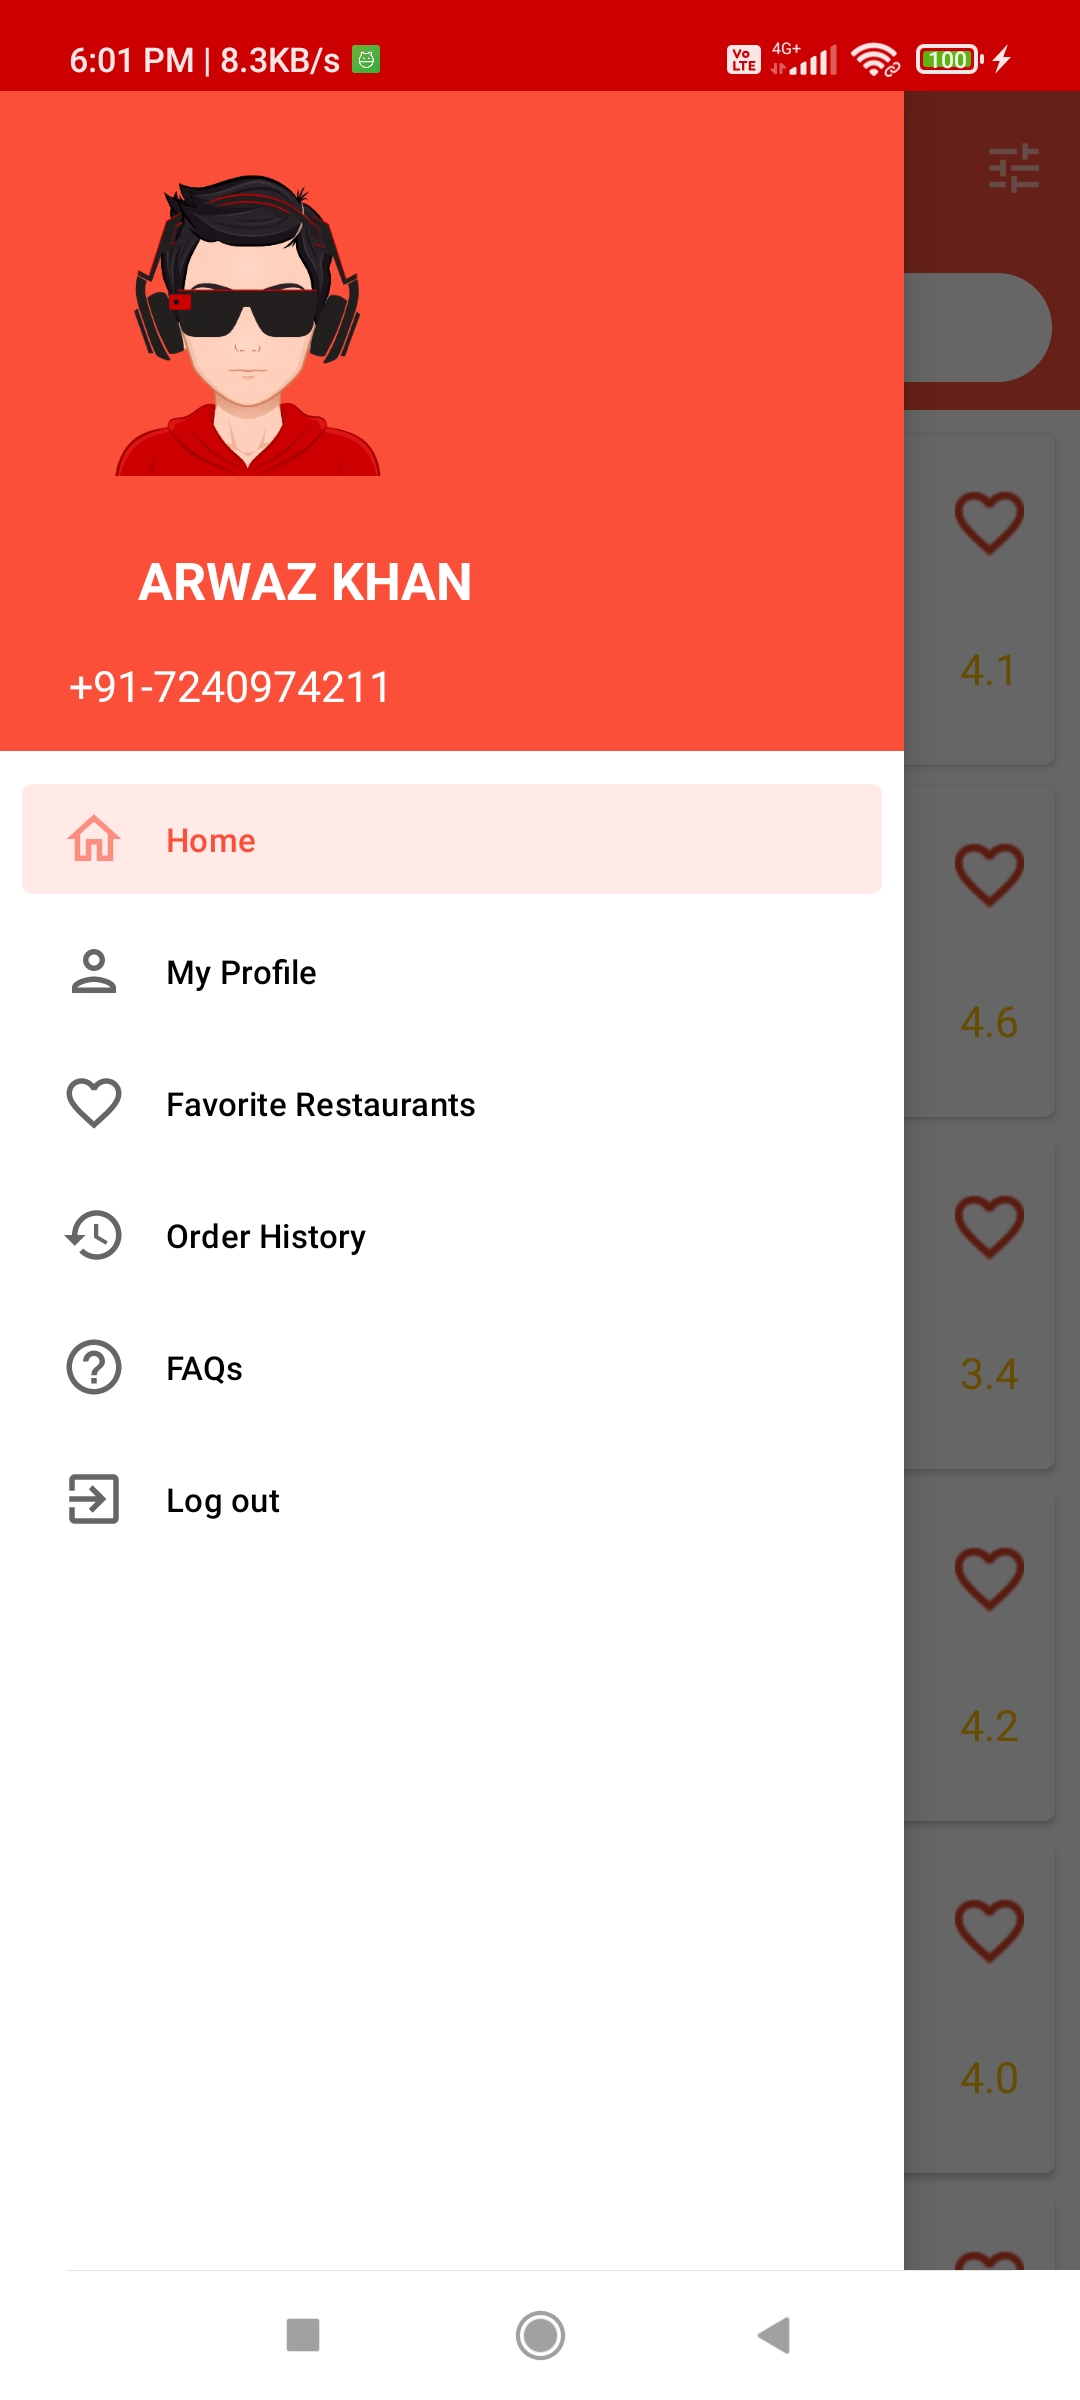 6:01 PM | 8.3KB/s
Vo
LTE
4G+
100
ARWAZ KHAN
+91-7240974211
4.1
Home
My Profile
4.6
Favorite Restaurants
Order History
FAQs
3.4
Log out
4.2
4.0